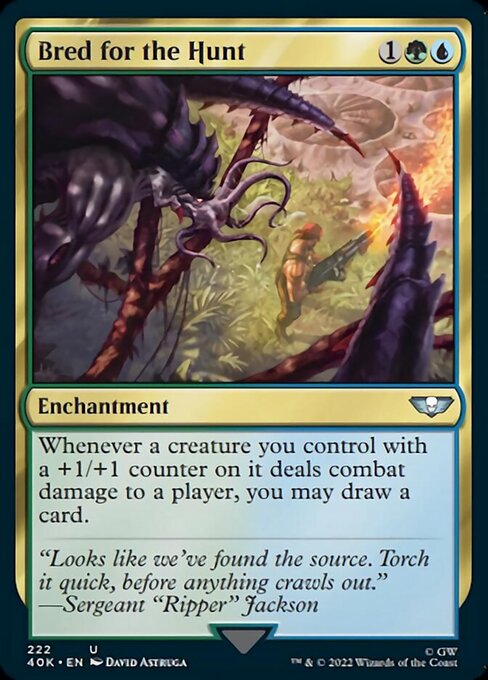 Bred for the Hunt
1
Enchantment
Whenever a creature you control with
a +1/+1 counter on it deals combat
damage to a player, you may draw a
card.
“Looks like we’ve found the source. Torch
it quick, before anything crawls out.”
—Sergeant “Ripper” Jackson
222 U
40K • EN David Astruga
© GW
™ & © 2022 Wizards of the Coast